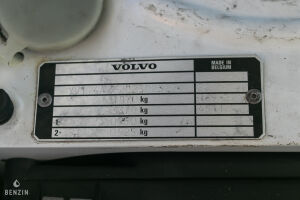 VOLVO
MADE IN
BELGIUM
kg
kg
1- kg
2- kg
BENZIN